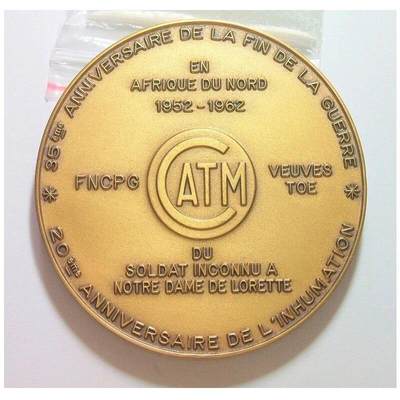 35ème ANNIVERSAIRE DE LA FIN DE LA GUERRE
EN
AFRIQUE DU NORD
1952-1962
FNCPG
CATM
VEUVES
TOE
DU
SOLDAT INCONNU A
NOTRE DAME DE LORETTE
20ème ANNIVERSAIRE DE L'INHUMATION